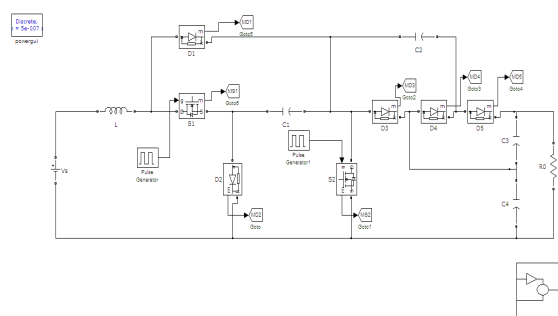 Discrete,
s = 5e-007 s
powergui
MD1
Goto5
D1
C2
MS1
Goto6
L
S1
C1
MD3
Goto2
MD4
Goto3
MD5
Goto4
D3
D4
D5
Pulse
Generator
Pulse
Generator1
C3
R0
Vs
D2
S2
MD2
Goto
MS2
Goto1
C4